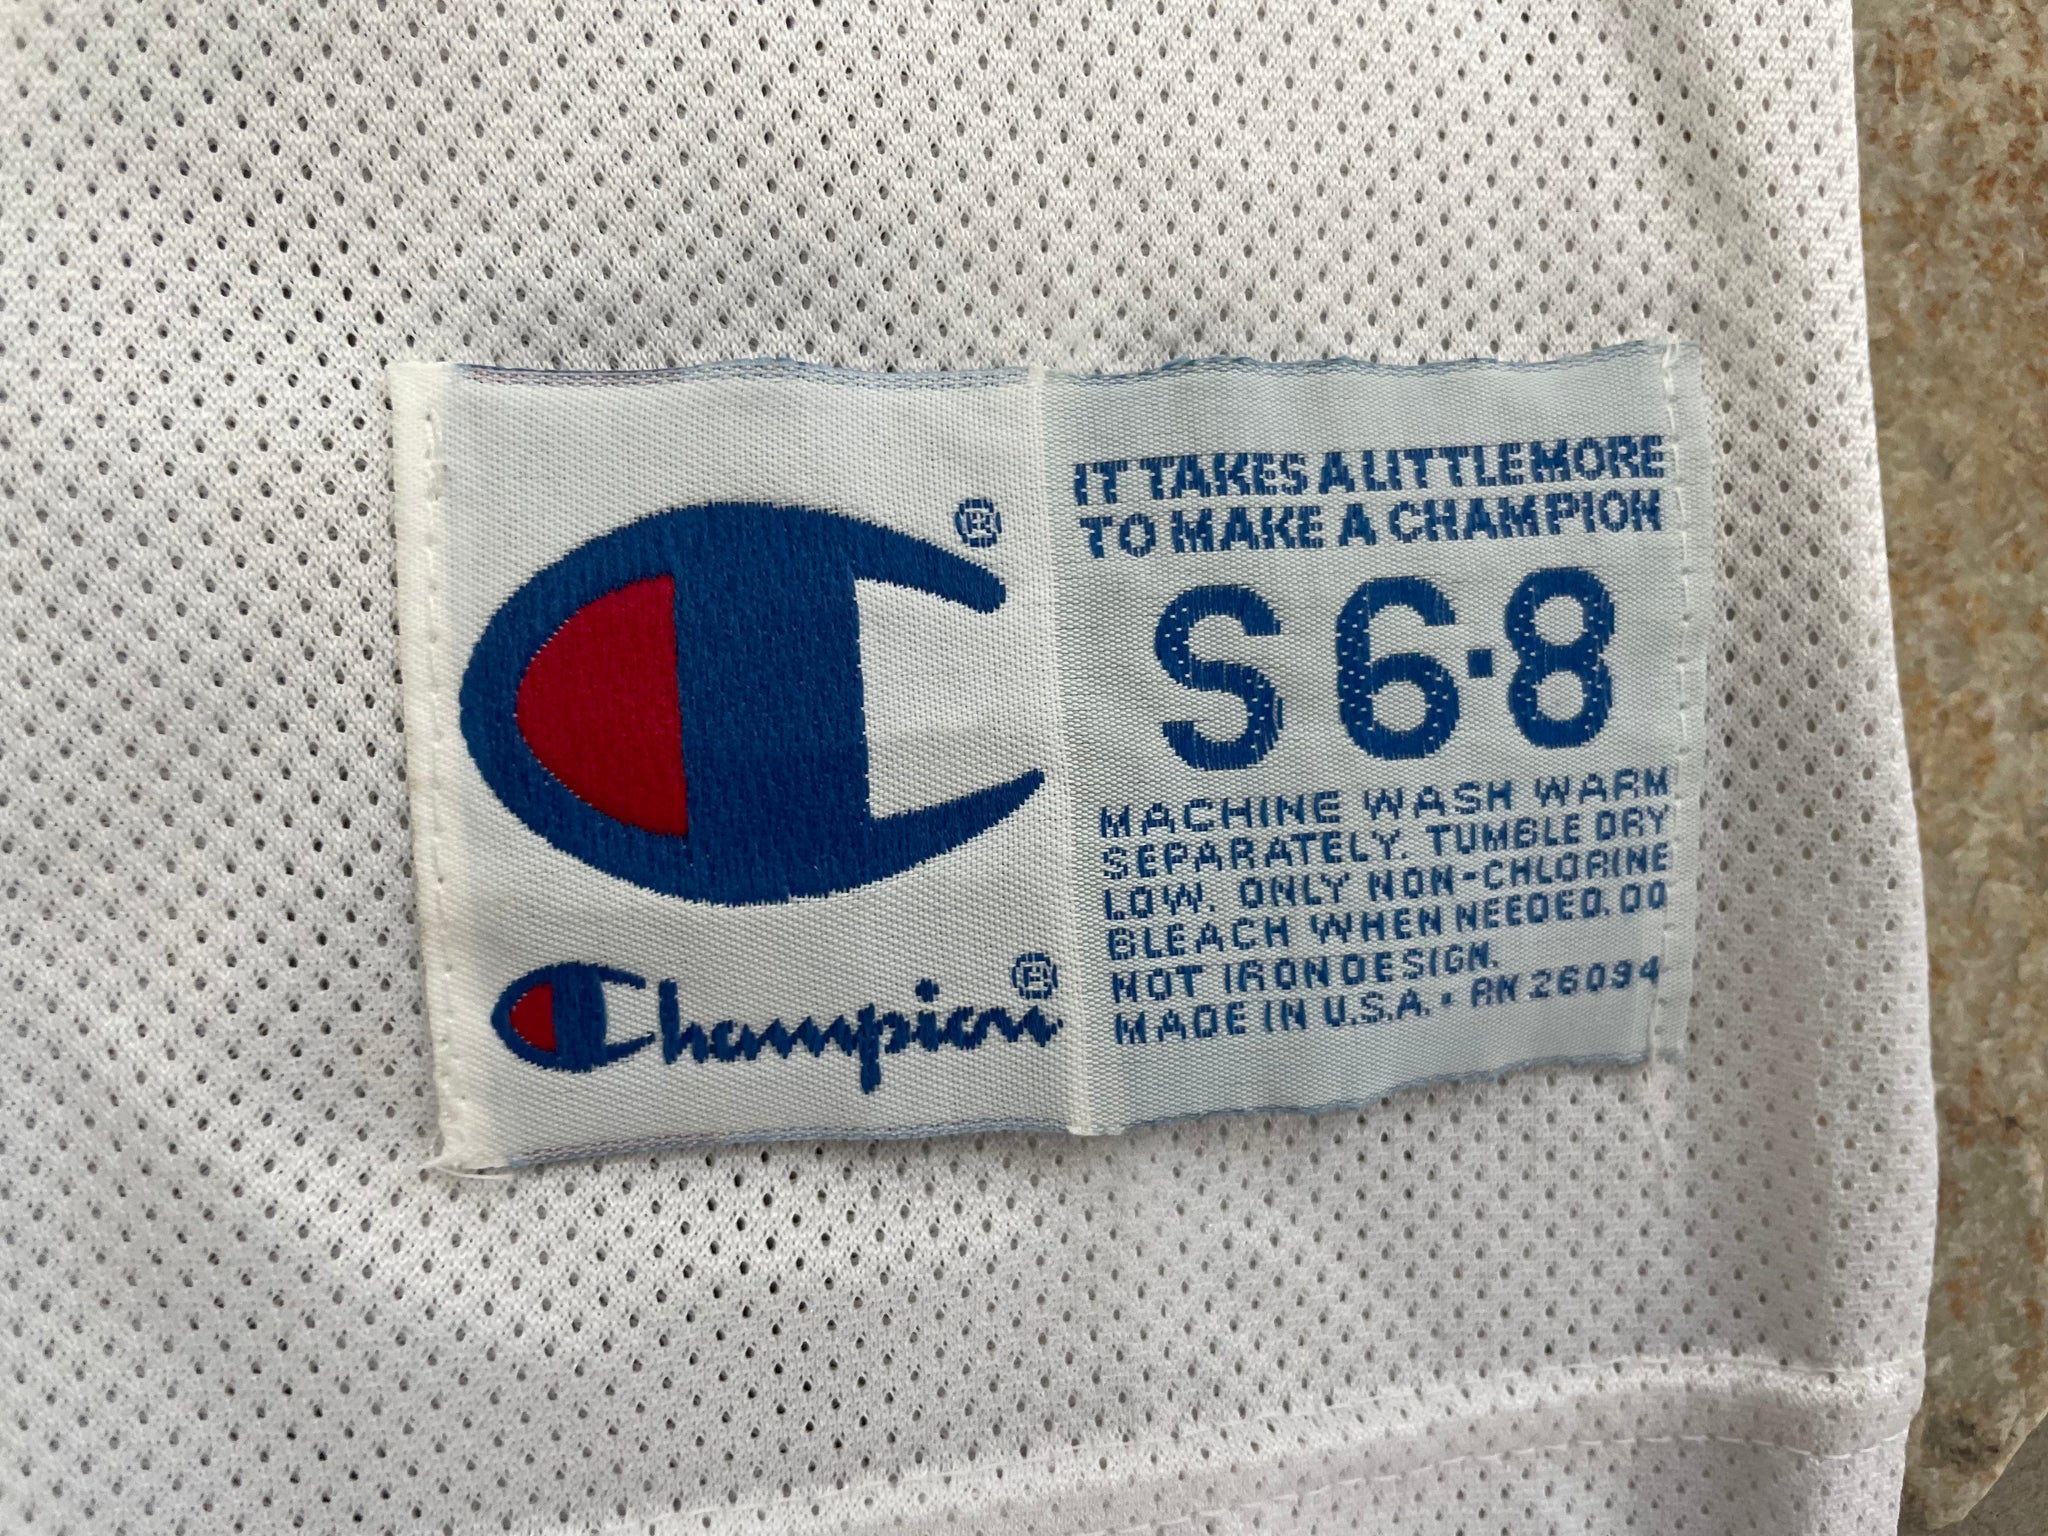 Champion®
IT TAKES A LITTLE MORE
TO MAKE A CHAMPION
S 6-8
MACHINE WASH WARM
SEPARATELY. TUMBLE DRY
LOW. ONLY NON-CHLORINE
BLEACH WHEN NEEDED. DO
NOT IRON DESIGN.
MADE IN U.S.A. • RN 26094